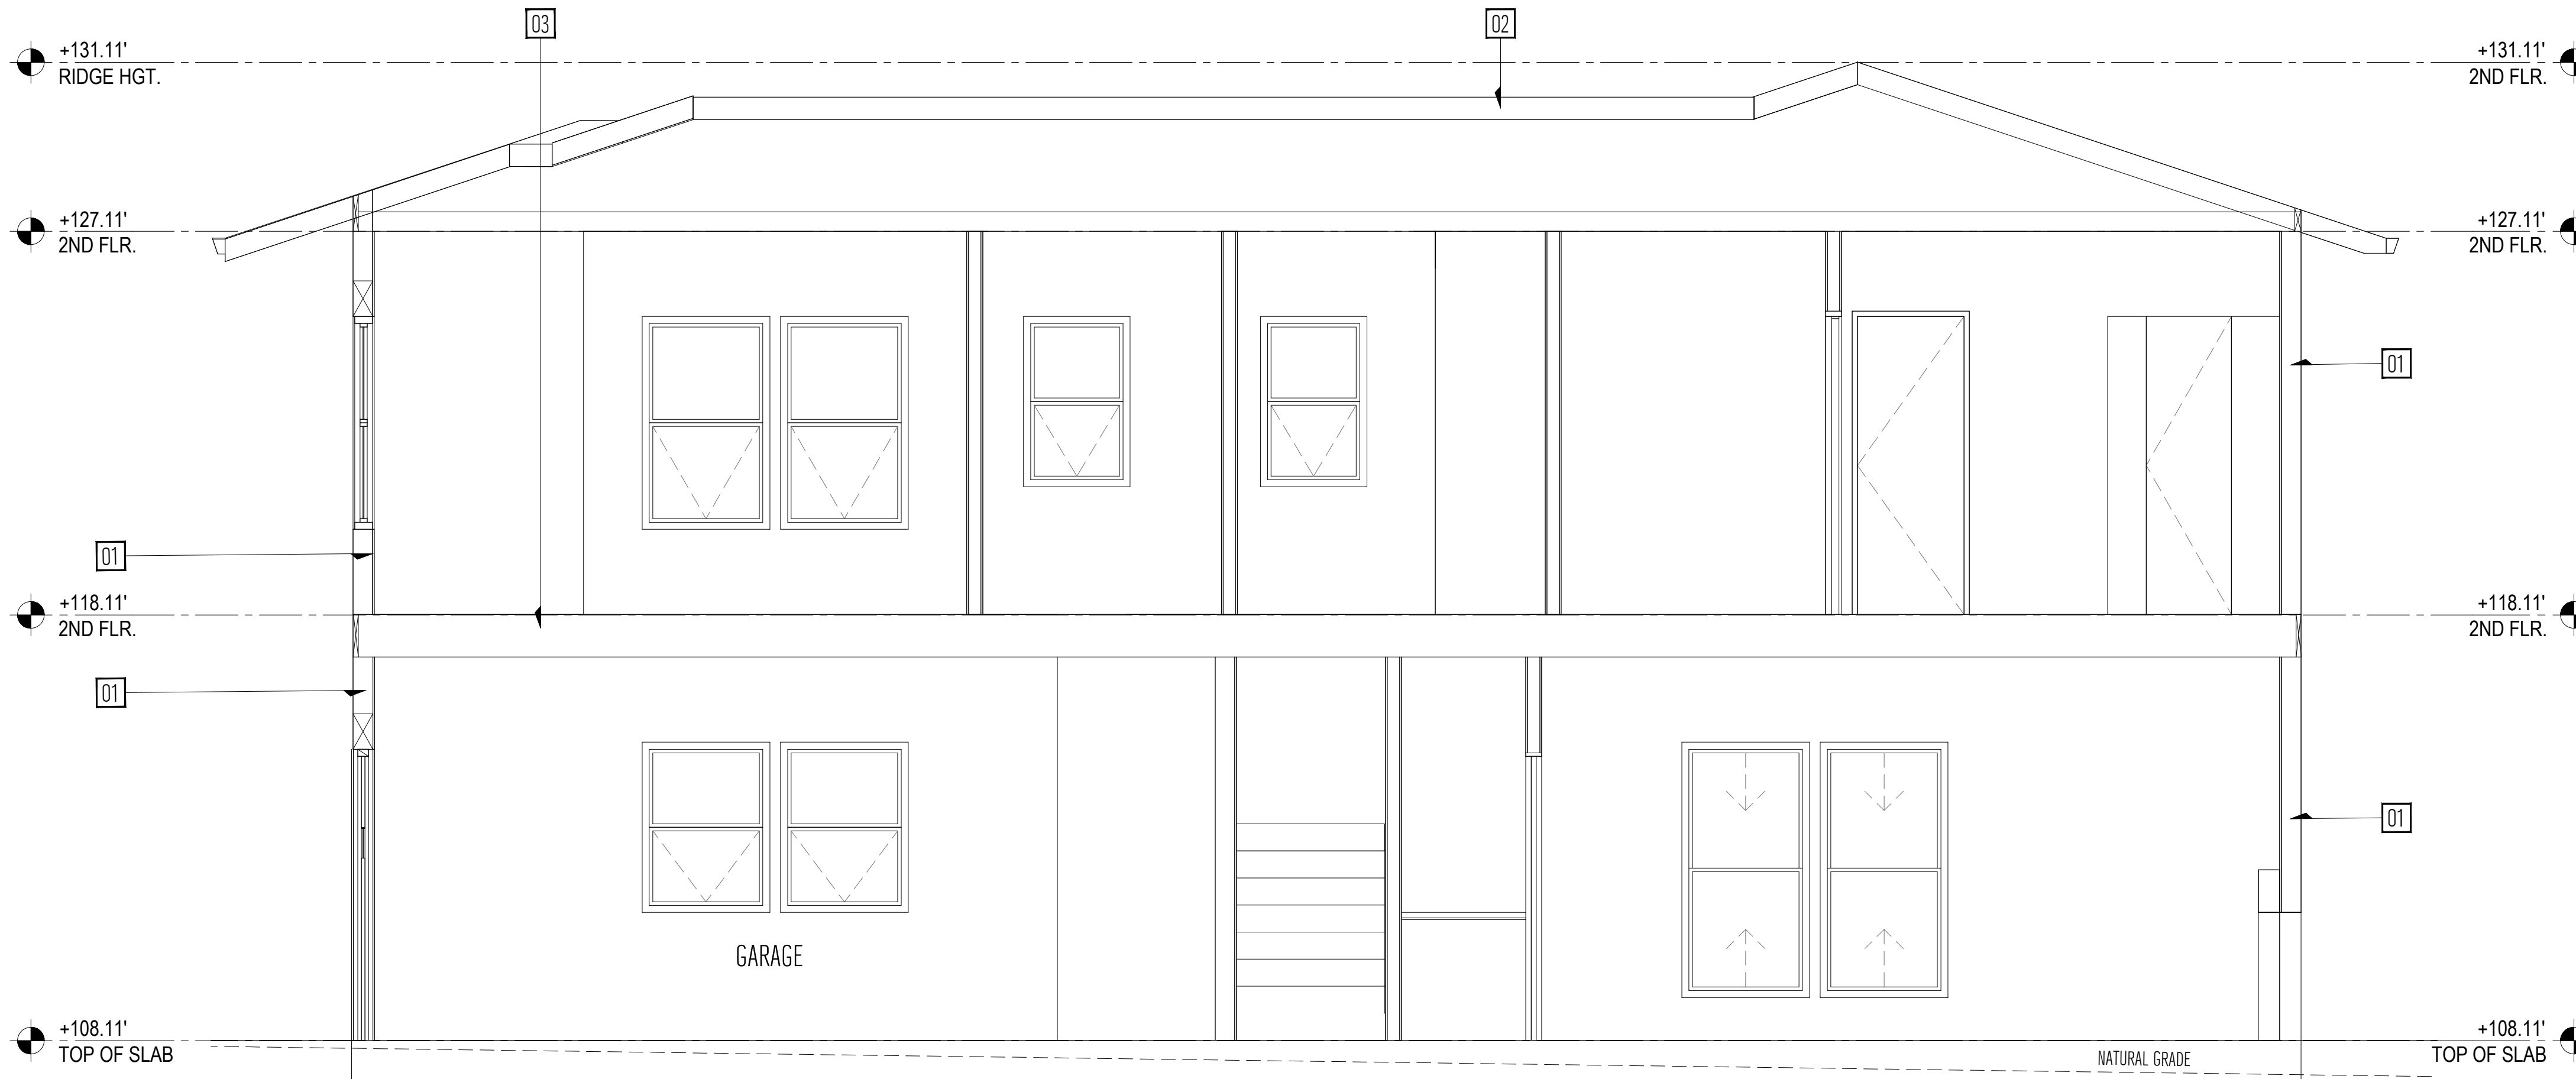 03
02
+131.11'
RIDGE HGT.
+131.11'
2ND FLR.
+127.11'
2ND FLR.
+127.11'
2ND FLR.
01
01
+118.11'
2ND FLR.
+118.11'
2ND FLR.
01
01
GARAGE
+108.11'
TOP OF SLAB
NATURAL GRADE
+108.11'
TOP OF SLAB